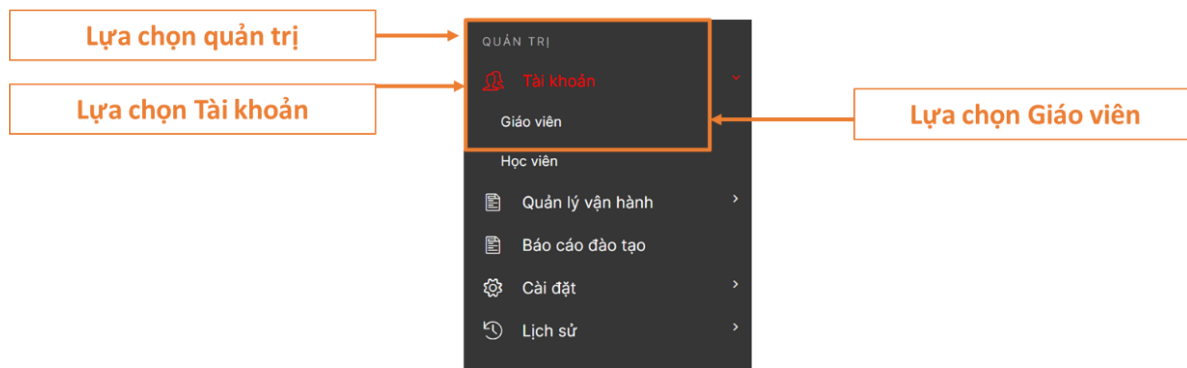 Lựa chọn quản trị
Lựa chọn Tài khoản
QUẢN TRỊ
Tài khoản
Giáo viên
Học viên
Quản lý vận hành
Báo cáo đào tạo
Cài đặt
Lịch sử
Lựa chọn Giáo viên